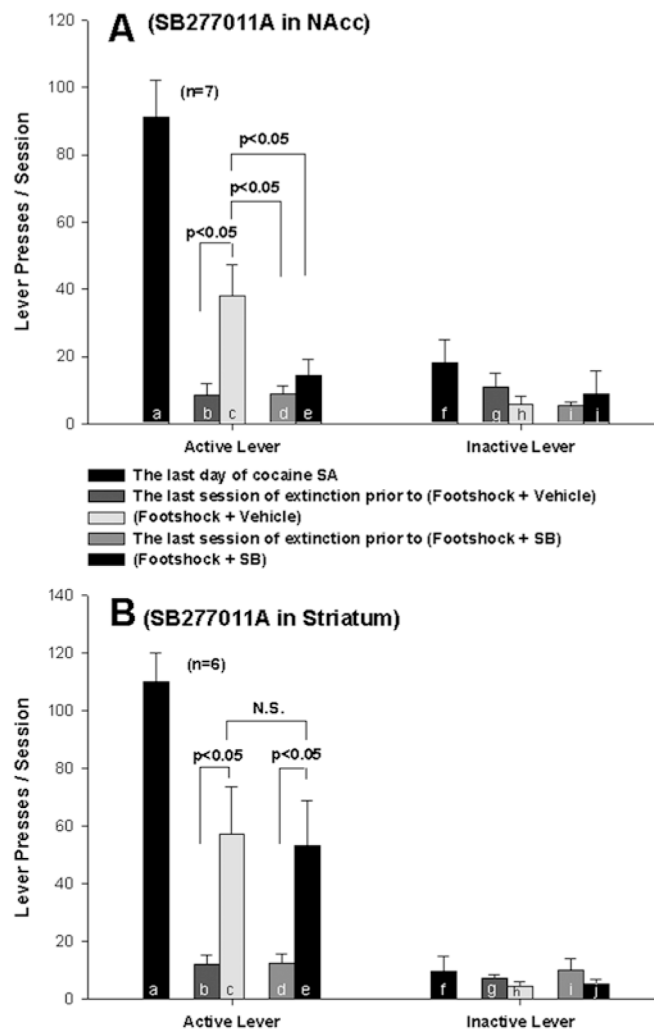 A (SB277011A in NAcc)
120
100
80
60
40
20
0
Lever Presses / Session
(n=7)
p<0.05
p<0.05
p<0.05
a b c d e f g h i j
Active Lever Inactive Lever
The last day of cocaine SA
The last session of extinction prior to (Footshock + Vehicle)
(Footshock + Vehicle)
The last session of extinction prior to (Footshock + SB)
(Footshock + SB)
B (SB277011A in Striatum)
140
120
100
80
60
40
20
0
Lever Presses / Session
(n=6)
N.S.
p<0.05 p<0.05
a b c d e f g h i j
Active Lever Inactive Lever